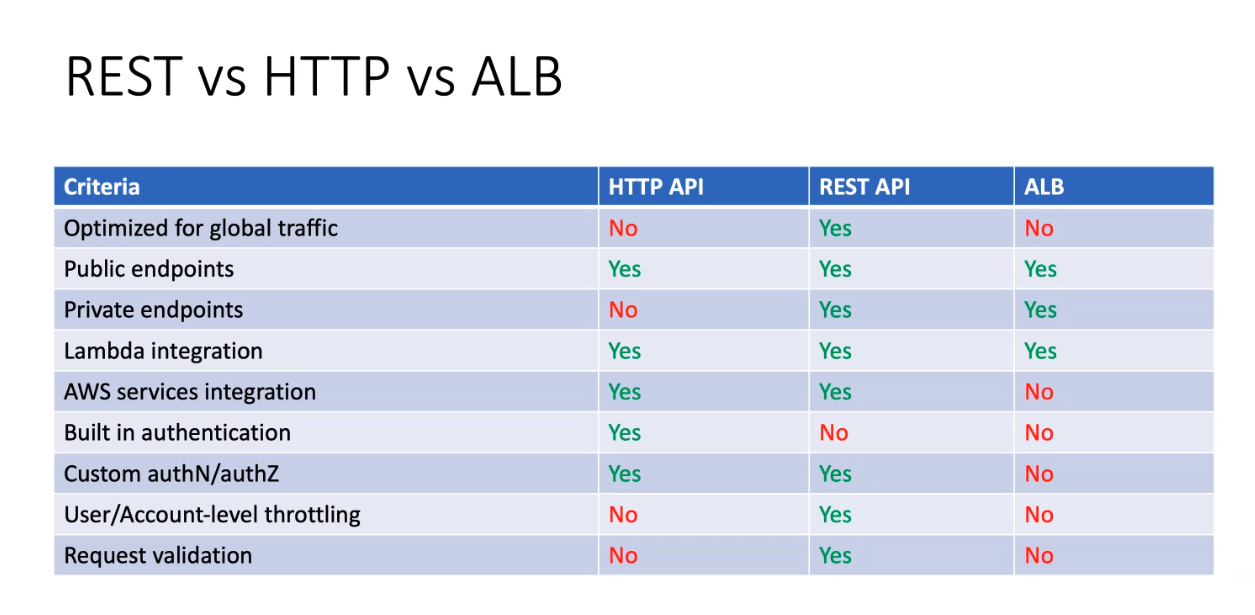 REST vs HTTP vs ALB
Criteria HTTP API REST API ALB
Optimized for global traffic No Yes No
Public endpoints Yes Yes Yes
Private endpoints No Yes Yes
Lambda integration Yes Yes Yes
AWS services integration Yes Yes No
Built in authentication Yes No No
Custom authN/authZ Yes Yes No
User/Account-level throttling No Yes No
Request validation No Yes No